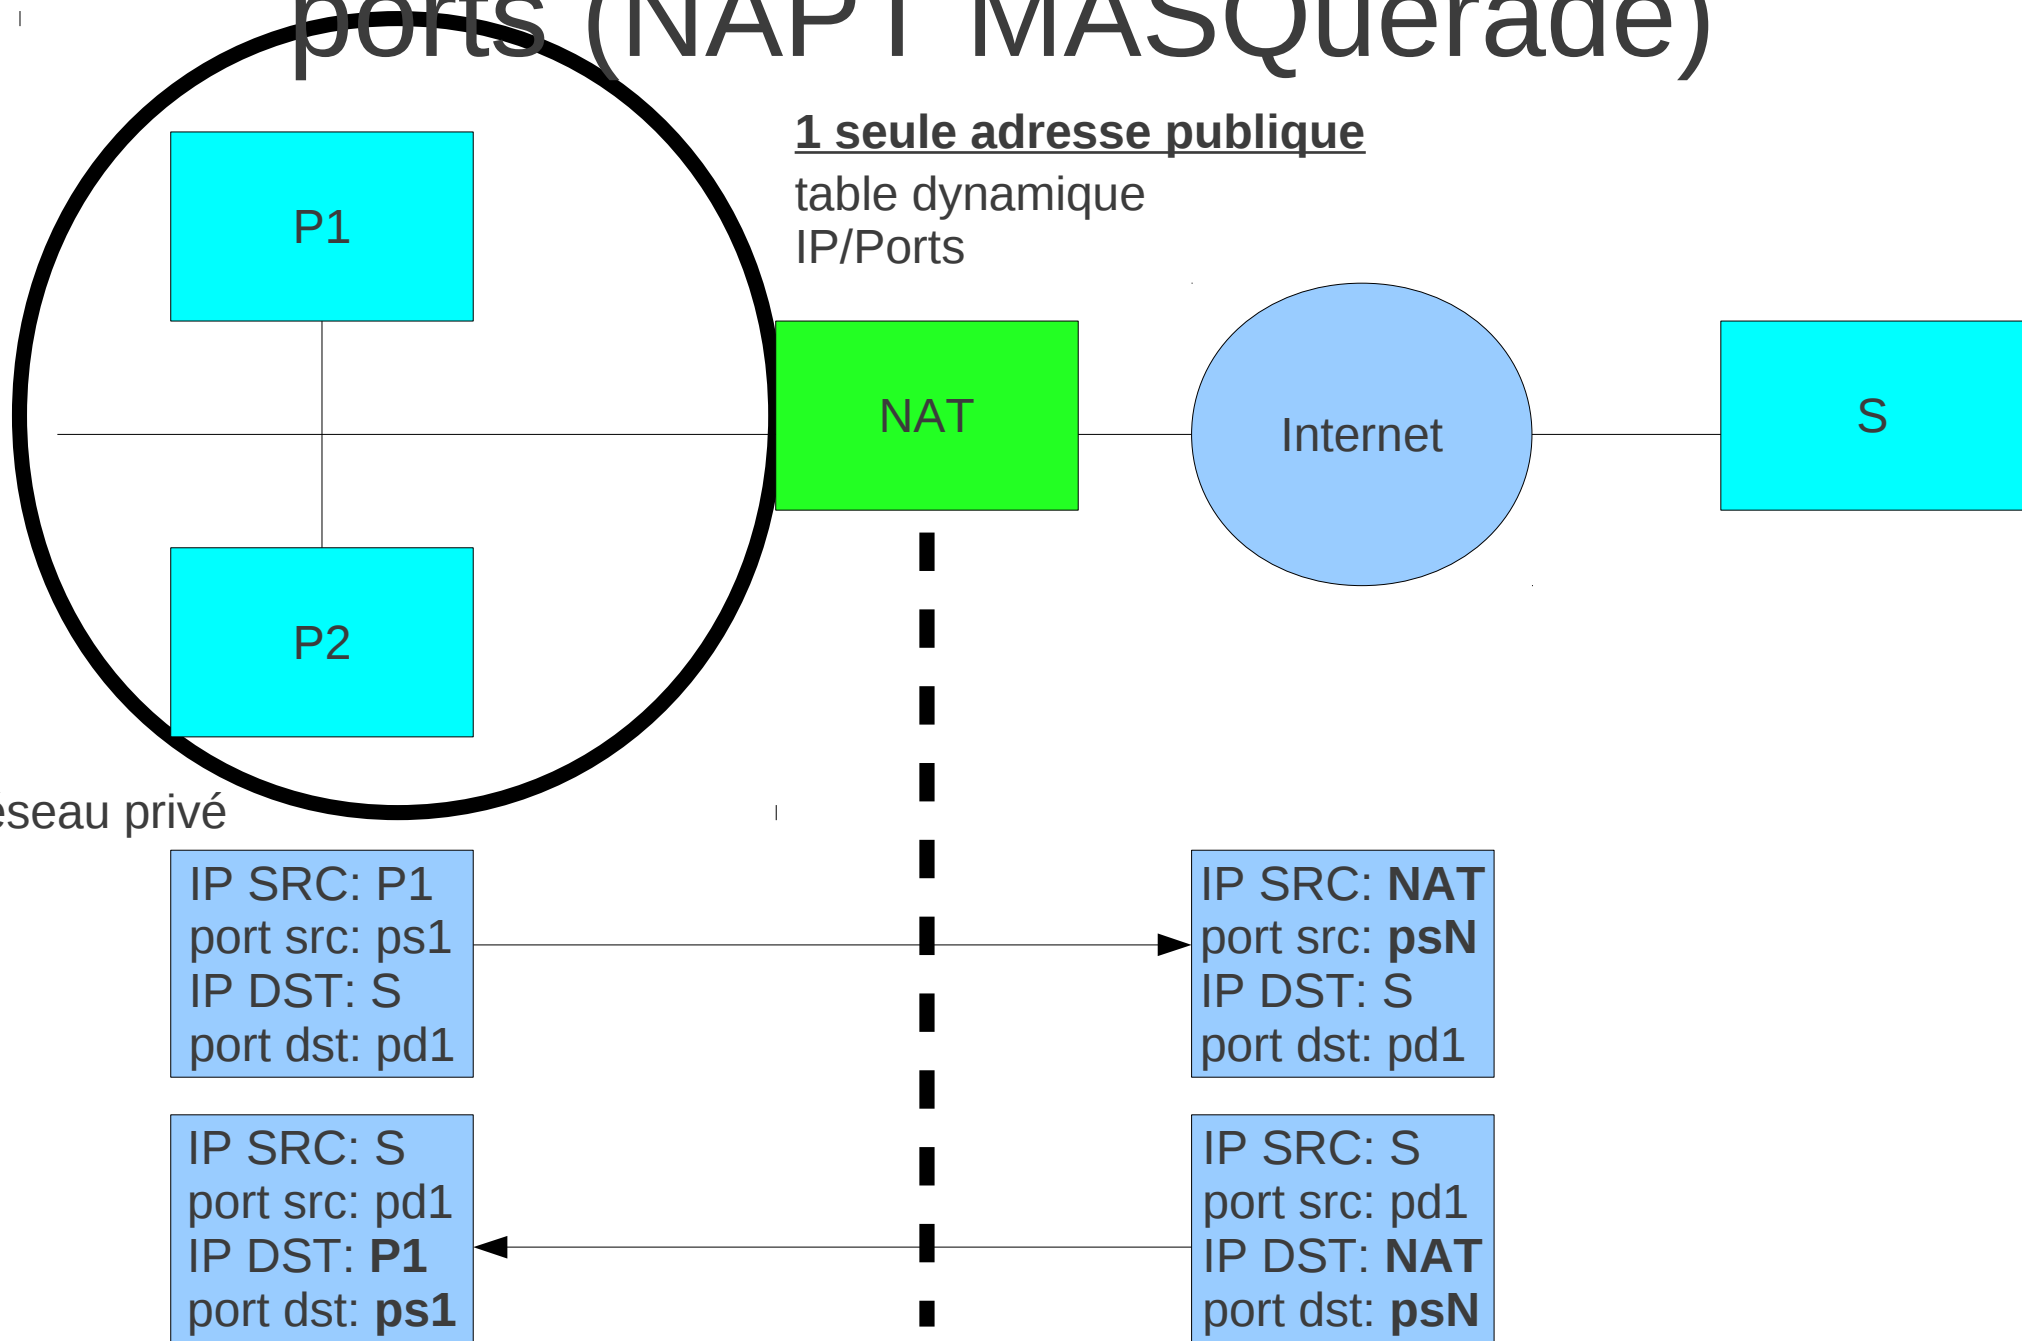 ports (NAPT MASQuerade)
1 seule adresse publique
table dynamique
IP/Ports
P1
NAT
Internet
S
P2
éseau privé
IP SRC: P1
port src: ps1
IP DST: S
port dst: pd1
IP SRC: NAT
port src: psN
IP DST: S
port dst: pd1
IP SRC: S
port src: pd1
IP DST: P1
port dst: ps1
IP SRC: S
port src: pd1
IP DST: NAT
port dst: psN